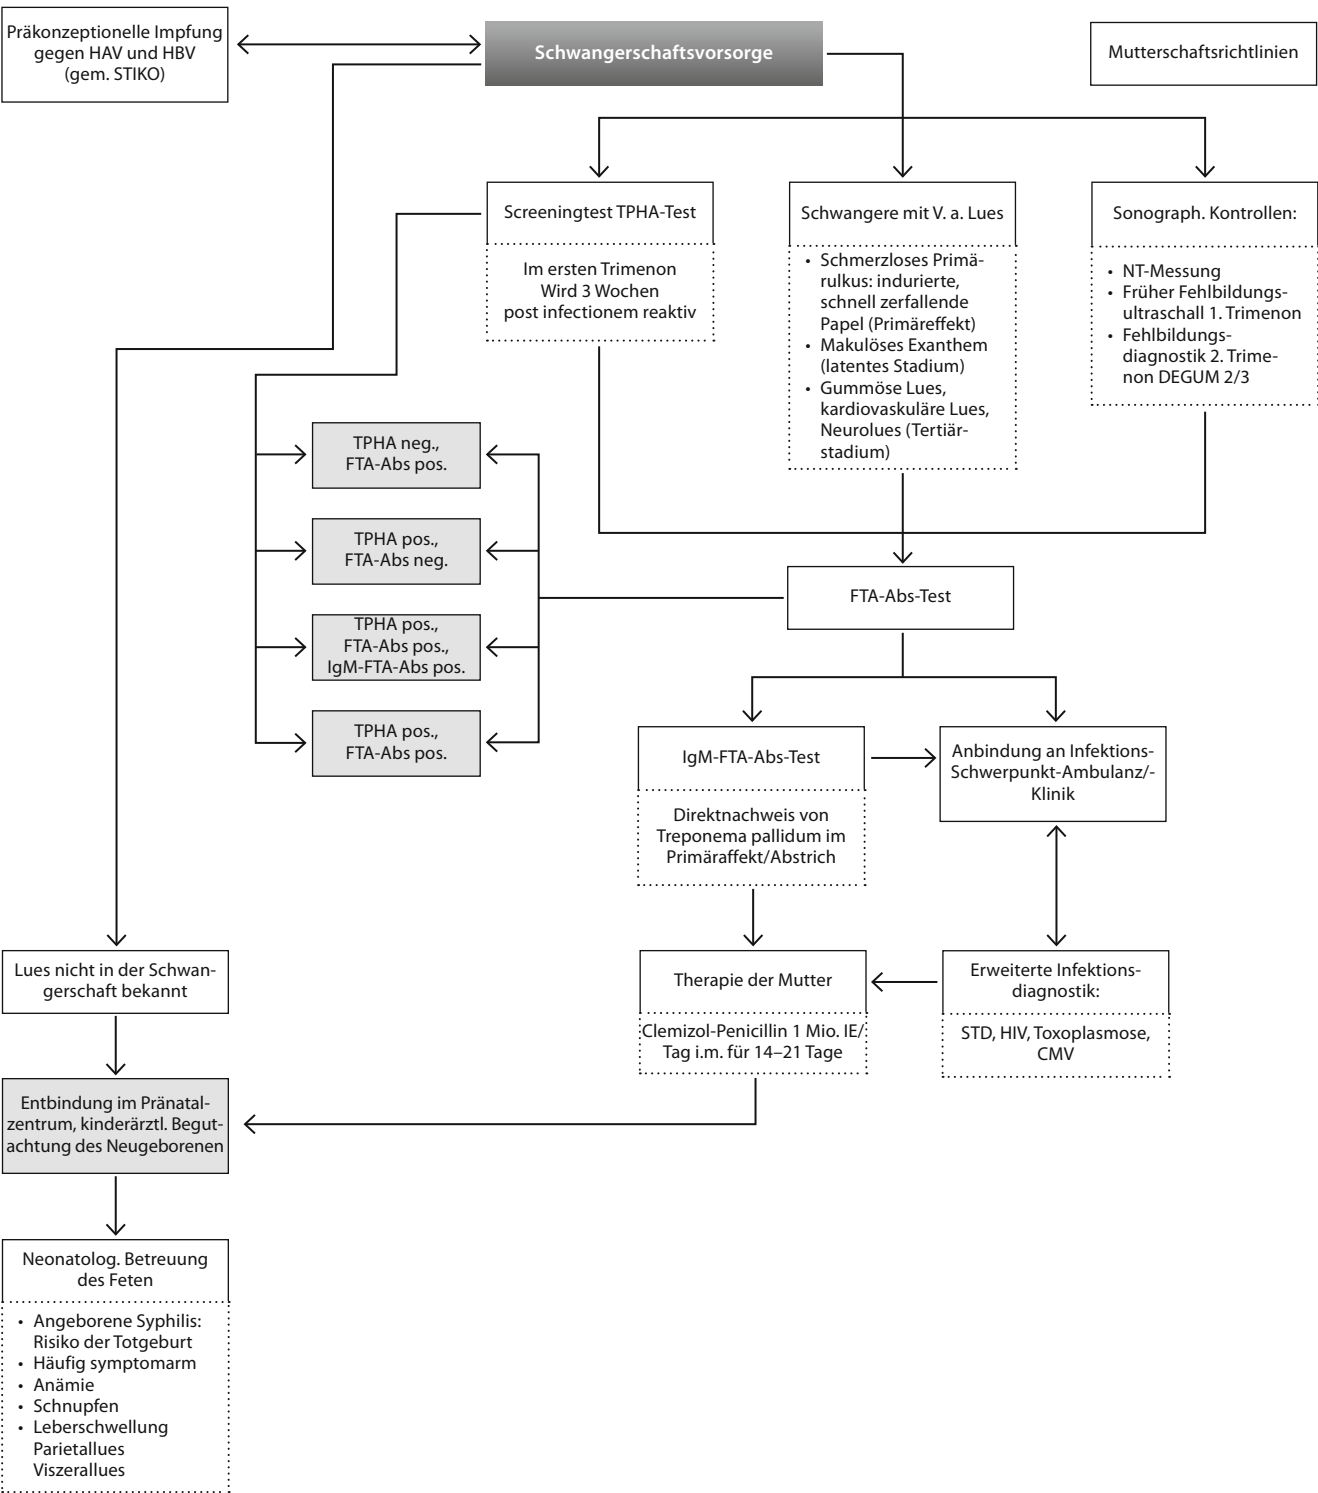 Präkonzeptionelle Impfung
gegen HAV und HBV
(gem. STIKO)
Schwangerschaftsvorsorge
Mutterschaftsrichtlinien
Screeningtest TPHA-Test
Im ersten Trimenon
Wird 3 Wochen
post infectionem reaktiv
Schwangere mit V. a. Lues
• Schmerzloses Primä-
rulkus: indurierte,
schnell zerfallende
Papel (Primäreffekt)
• Makulöses Exanthem
(latentes Stadium)
• Gummöse Lues,
kardiovaskuläre Lues,
Neurolues (Tertiär-
stadium)
Sonograph. Kontrollen:
• NT-Messung
• Früher Fehlbildungs-
ultraschall 1. Trimenon
• Fehlbildungs-
diagnostik 2. Trime-
non DEGUM 2/3
TPHA neg.,
FTA-Abs pos.
TPHA pos.,
FTA-Abs neg.
TPHA pos.,
FTA-Abs pos.,
IgM-FTA-Abs pos.
TPHA pos.,
FTA-Abs pos.
FTA-Abs-Test
IgM-FTA-Abs-Test
Direktnachweis von
Treponema pallidum im
Primäraffekt/Abstrich
Anbindung an Infektions-
Schwerpunkt-Ambulanz/-
Klinik
Lues nicht in der Schwan-
gerschaft bekannt
Therapie der Mutter
Clemizol-Penicillin 1 Mio. IE/
Tag i.m. für 14–21 Tage
Erweiterte Infektions-
diagnostik:
STD, HIV, Toxoplasmose,
CMV
Entbindung im Pränatal-
zentrum, kinderärztl. Begut-
achtung des Neugeborenen
Neonatolog. Betreuung
des Feten
• Angeborene Syphilis:
Risiko der Totgeburt
• Häufig symptomarm
• Anämie
• Schnupfen
• Leberschwellung
Parietallues
Viszerallues